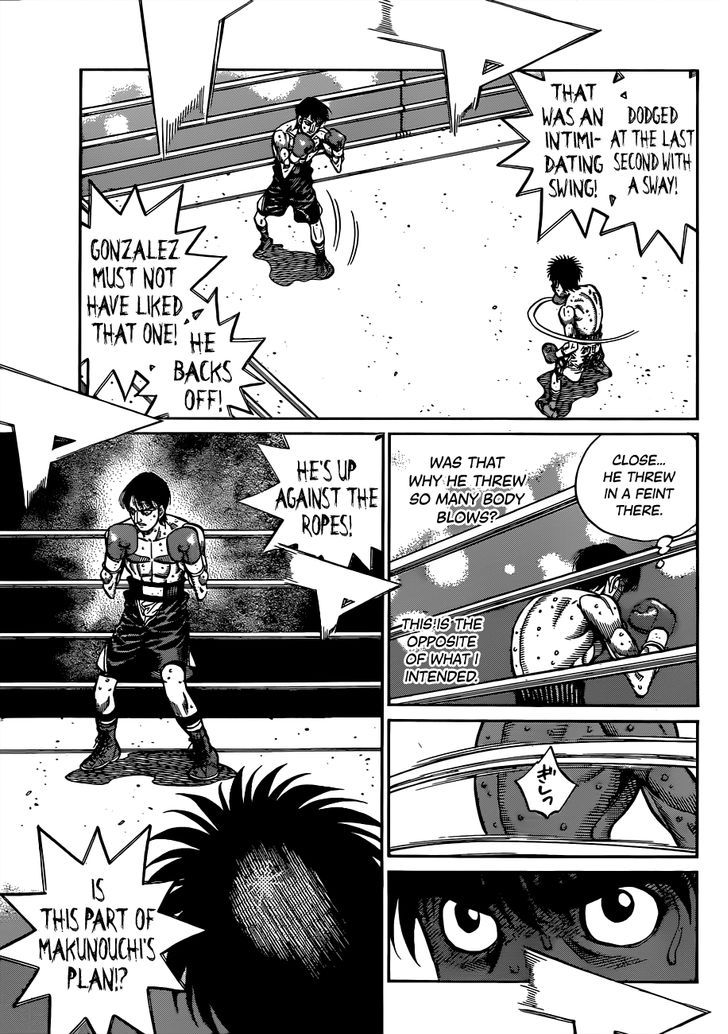 DODGED
AT THE LAST
SECOND WITH
A SWAY!
THAT
WAS AN
INTIMI-
DATING
SWING!
GONZALEZ
MUST NOT
HAVE LIKED
THAT ONE!
HE
BACKS
OFF!
CLOSE...
HE THREW
IN A FEINT
THERE.
WAS THAT
WHY HE THREW
SO MANY BODY
BLOWS?
THIS IS THE
OPPOSITE
OF WHAT I
INTENDED.
ぎしっ
HE'S UP
AGAINST THE
ROPES!
IS
THIS PART OF
MAKUNOUCHI'S
PLAN!?